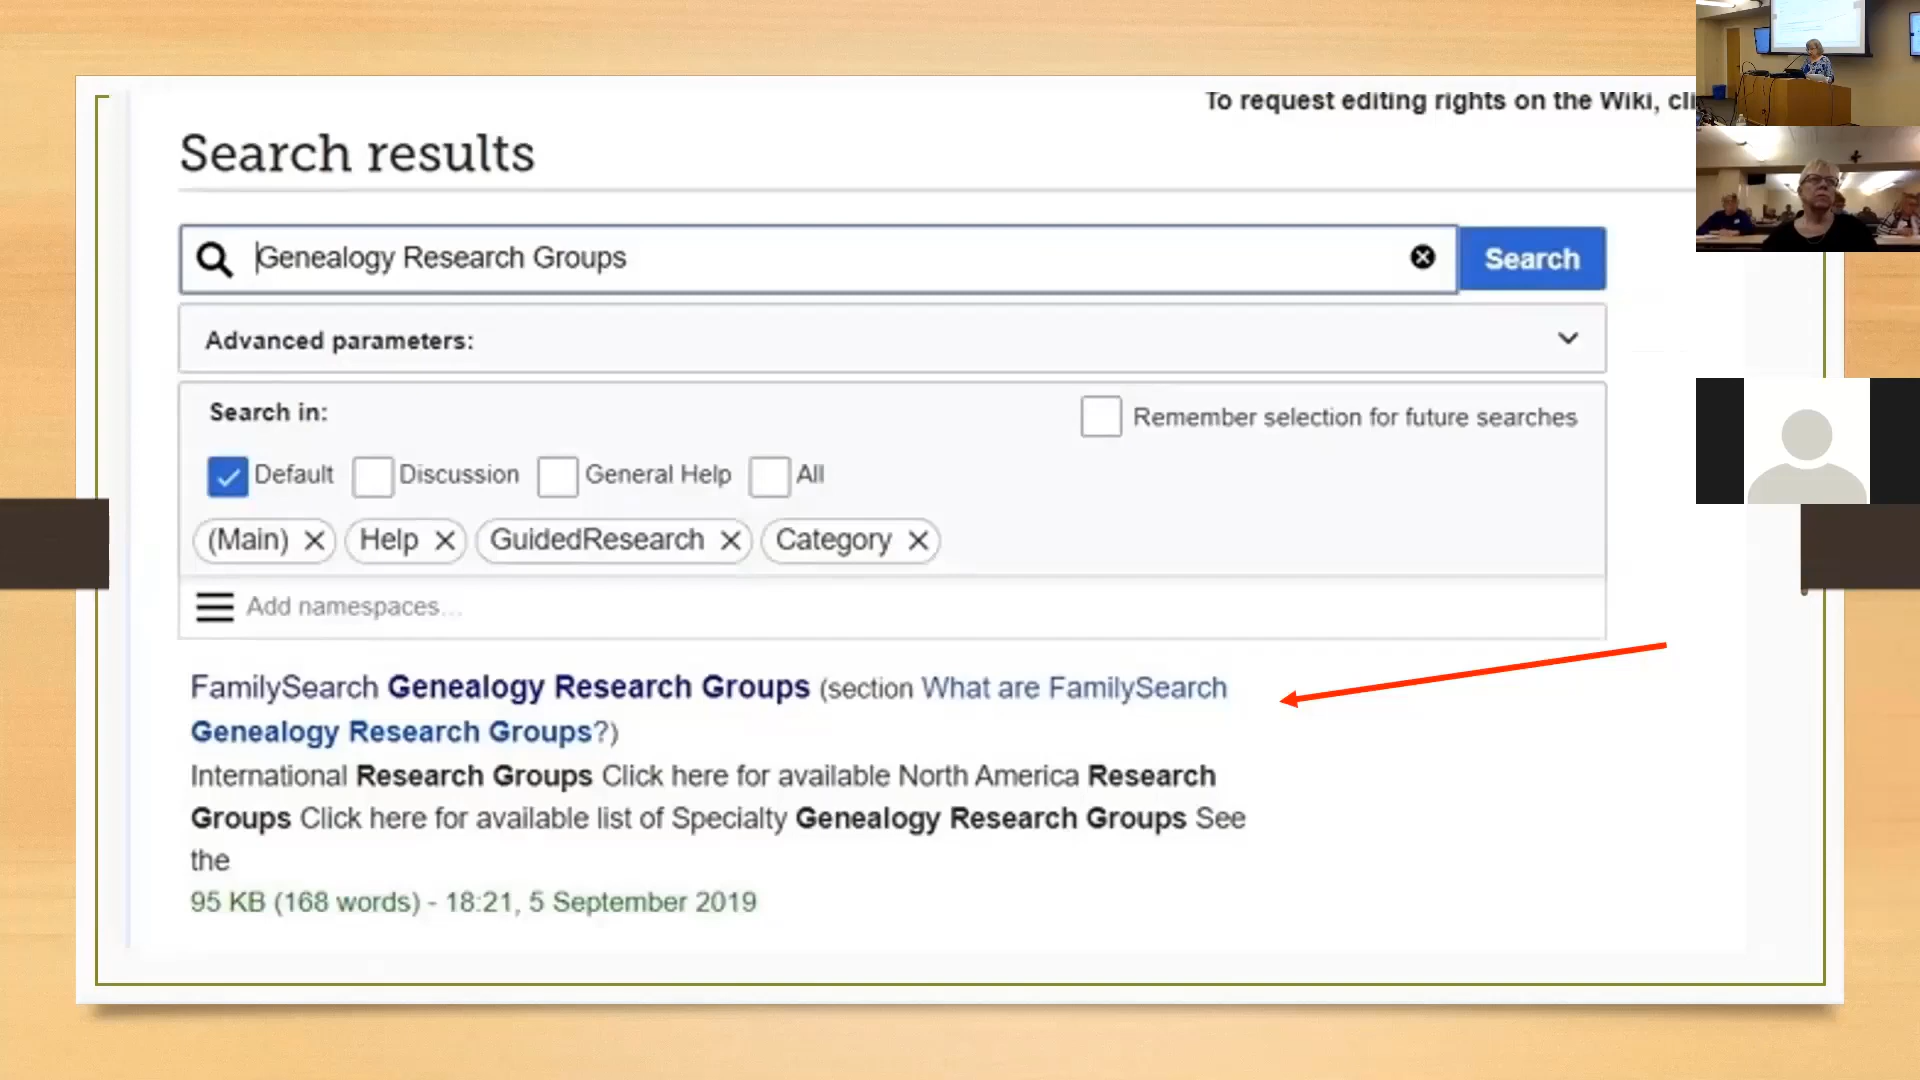 To request editing rights on the Wiki,
Search results
Genealogy Research Groups
Search
Advanced parameters:
Search in:
Remember selection for future searches
Default Discussion General Help All
(Main) Help GuidedResearch Category
Add namespaces...
FamilySearch Genealogy Research Groups (section What are FamilySearch
Genealogy Research Groups?)
International Research Groups Click here for available North America Research
Groups Click here for available list of Specialty Genealogy Research Groups See
the
95 KB (168 words) - 18:21, 5 September 2019